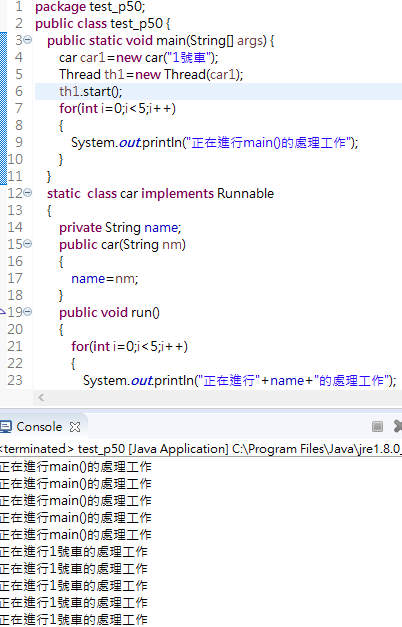 1 package test_p50;
2 public class test_p50 {
3 public static void main(String[] args) {
4 car car1=new car("1號車");
5 Thread th1=new Thread(car1);
6 th1.start();
7 for(int i=0;i<5;i++)
8 {
9 System.out.println("正在進行main()的處理工作");
10 }
11 }
12 static class car implements Runnable
13 {
14 private String name;
15 public car(String nm)
16 {
17 name=nm;
18 }
19 public void run()
20 {
21 for(int i=0;i<5;i++)
22 {
23 System.out.println("正在進行"+name+"的處理工作");
Console
<terminated> test_p50 [Java Application] C:\Program Files\Java\jre1.8.0_
正在進行main()的處理工作
正在進行main()的處理工作
正在進行main()的處理工作
正在進行main()的處理工作
正在進行main()的處理工作
正在進行1號車的處理工作
正在進行1號車的處理工作
正在進行1號車的處理工作
正在進行1號車的處理工作
正在進行1號車的處理工作